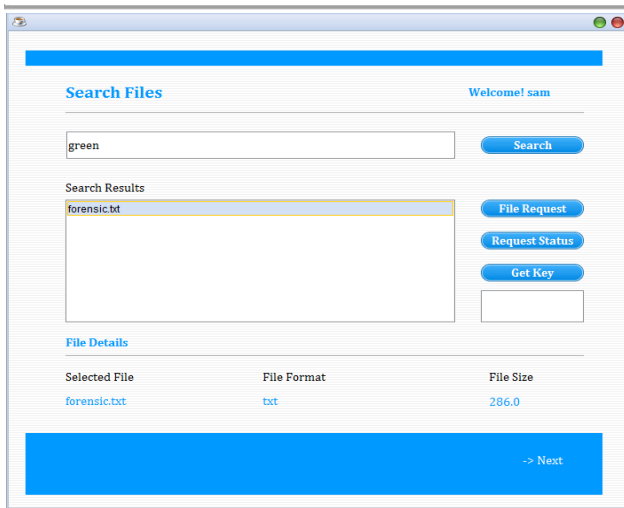 Search Files
Welcome! sam
green
Search
Search Results
forensic.txt
File Request
Request Status
Get Key
File Details
Selected File
File Format
File Size
forensic.txt
txt
286.0
-> Next